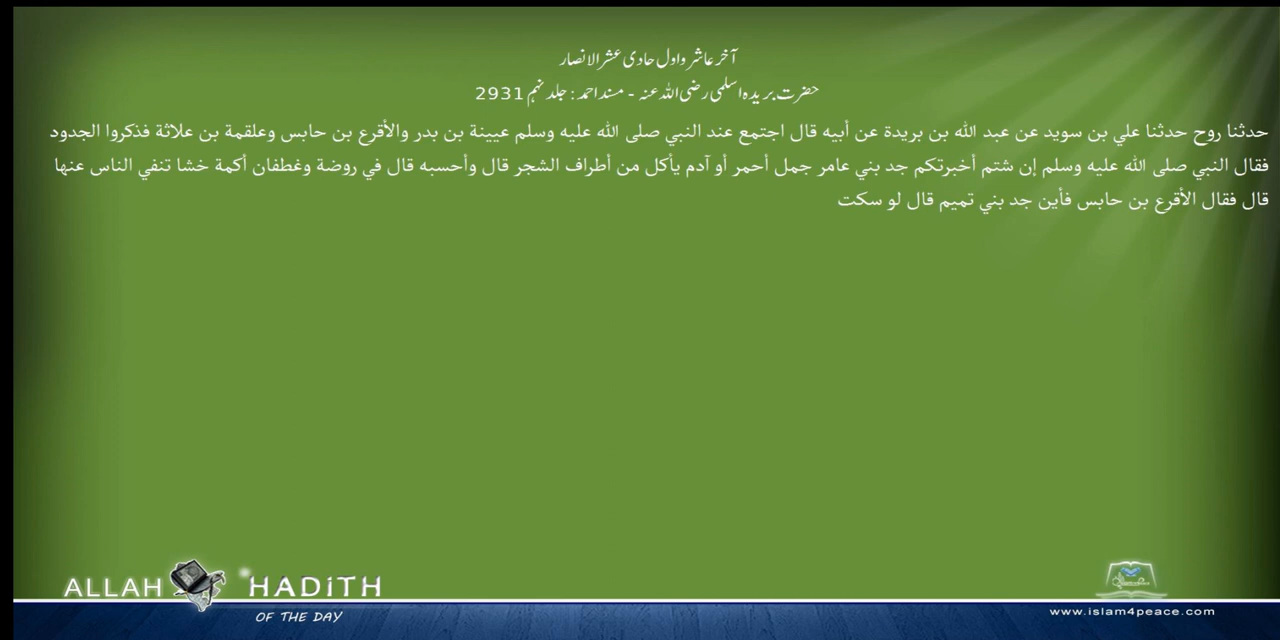 آخر عاشر و اول حادی عشر الانصار
حضرت بریدہ اسلمی رضی اللہ عنہ - مسند احمد : جلد نہم 2931
حدثنا روح حدثنا علي بن سويد عن عبد الله بن بريدة عن أبيه قال اجتمع عند النبي صلى الله عليه وسلم عيينة بن بدر والأقرع بن حابس وعلقمة بن علاثة فذكروا الجدود
فقال النبي صلى الله عليه وسلم إن شتم أخبرتكم جد بني عامر جمل أحمر أو آدم يأكل من أطراف الشجر قال وأحسبه قال في روضة وغطفان أكمة خشا تنفي الناس عنها
قال فقال الأقرع بن حابس فأين جد بني تميم قال لو سكت
ALLAH HADITH
OF THE DAY
www.islam4peace.com